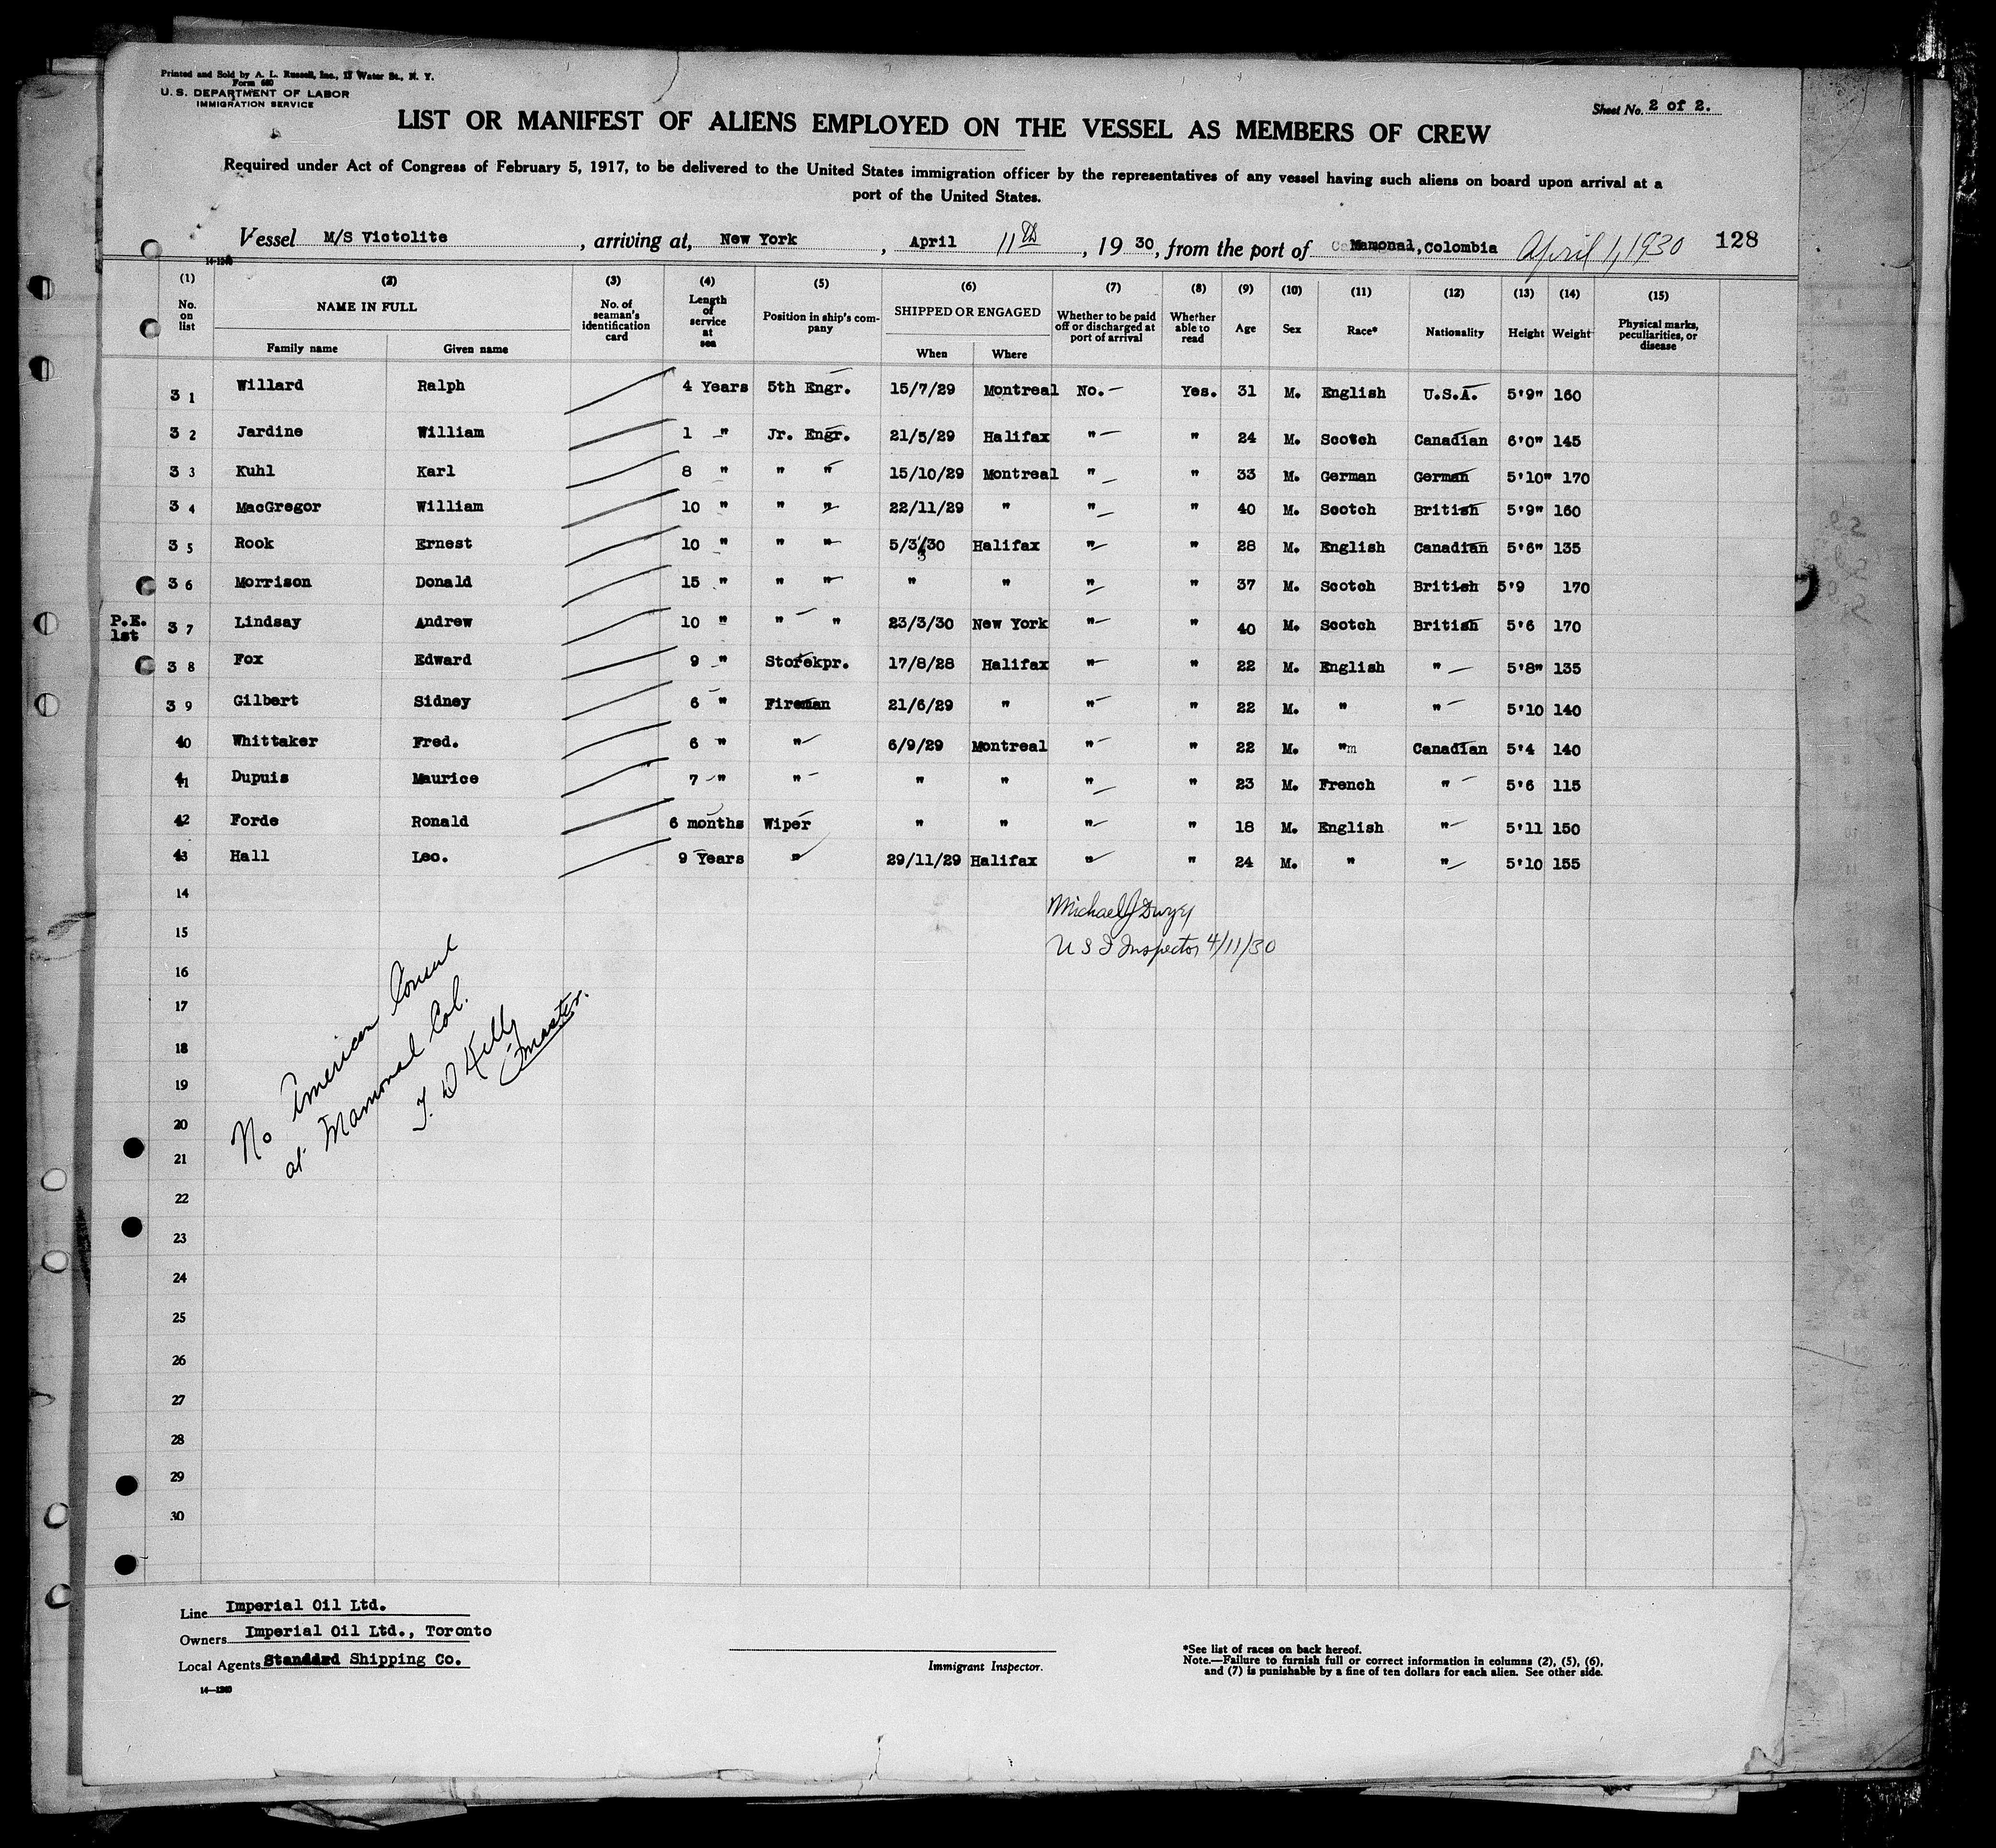 Printed and Sold by A. L. Russell, Inc., 17 Water St., N. Y.
Form 680
U. S. DEPARTMENT OF LABOR
IMMIGRATION SERVICE
Sheet No. 2 of 2.
LIST OR MANIFEST OF ALIENS EMPLOYED ON THE VESSEL AS MEMBERS OF CREW
Required under Act of Congress of February 5, 1917, to be delivered to the United States immigration officer by the representatives of any vessel having such aliens on board upon arrival at a
port of the United States.
Vessel M/S Victolite, arriving at, New York, April 11th, 1930, from the port of Mamonal, Colombia April 1, 1930 128
14-1240
(1) (2) (3) (4) (5) (6) (7) (8) (9) (10) (11) (12) (13) (14) (15)
No. on list NAME IN FULL No. of seaman's identification card Length of service at sea Position in ship's company SHIPPED OR ENGAGED Whether to be paid off or discharged at port of arrival Whether able to read Age Sex Race* Nationality Height Weight Physical marks, peculiarities, or disease
Family name Given name When Where
31 Willard Ralph 4 Years 5th Engr. 15/7/29 Montreal No. Yes. 31 M. English U.S.A. 5'9" 160
32 Jardine William 1 " Jr. Engr. 21/5/29 Halifax " " 24 M. Scotch Canadian 6'0" 145
33 Kuhl Karl 8 " " " 15/10/29 Montreal " " 33 M. German German 5'10" 170
34 MacGregor William 10 " " " 22/11/29 " " " 40 M. Scotch British 5'9" 160
35 Rook Ernest 10 " " " 5/3/30 Halifax " " 28 M. English Canadian 5'6" 135
36 Morrison Donald 15 " " " " " " " 37 M. Scotch British 5'9 170
P.E. 1st 37 Lindsay Andrew 10 " " " 23/3/30 New York " " 40 M. Scotch British 5'6 170
38 Fox Edward 9 " Storekpr. 17/8/28 Halifax " " 22 M. English " 5'8" 135
39 Gilbert Sidney 6 " Fireman 21/6/29 " " " 22 M. " " 5'10 140
40 Whittaker Fred. 6 " " 6/9/29 Montreal " " 22 M. "m Canadian 5'4 140
41 Dupuis Maurice 7 " " " " " " 23 M. French " 5'6 115
42 Forde Ronald 6 months Wiper " " " " 18 M. English " 5'11 150
43 Hall Leo. 9 Years " 29/11/29 Halifax " " 24 M. " " 5'10 155
14
Michael J Dwyer
15
U S I Inspector 4/11/30
16
17
18
19
20
21
22
23
24
25
26
27
28
29
30
No American Consul
at Mamonal Col.
T. D Kelly
Master.
Line Imperial Oil Ltd.
Owners Imperial Oil Ltd., Toronto
Local Agents Standard Shipping Co.
14-1240
Immigrant Inspector.
*See list of races on back hereof.
Note.—Failure to furnish full or correct information in columns (2), (5), (6),
and (7) is punishable by a fine of ten dollars for each alien. See other side.